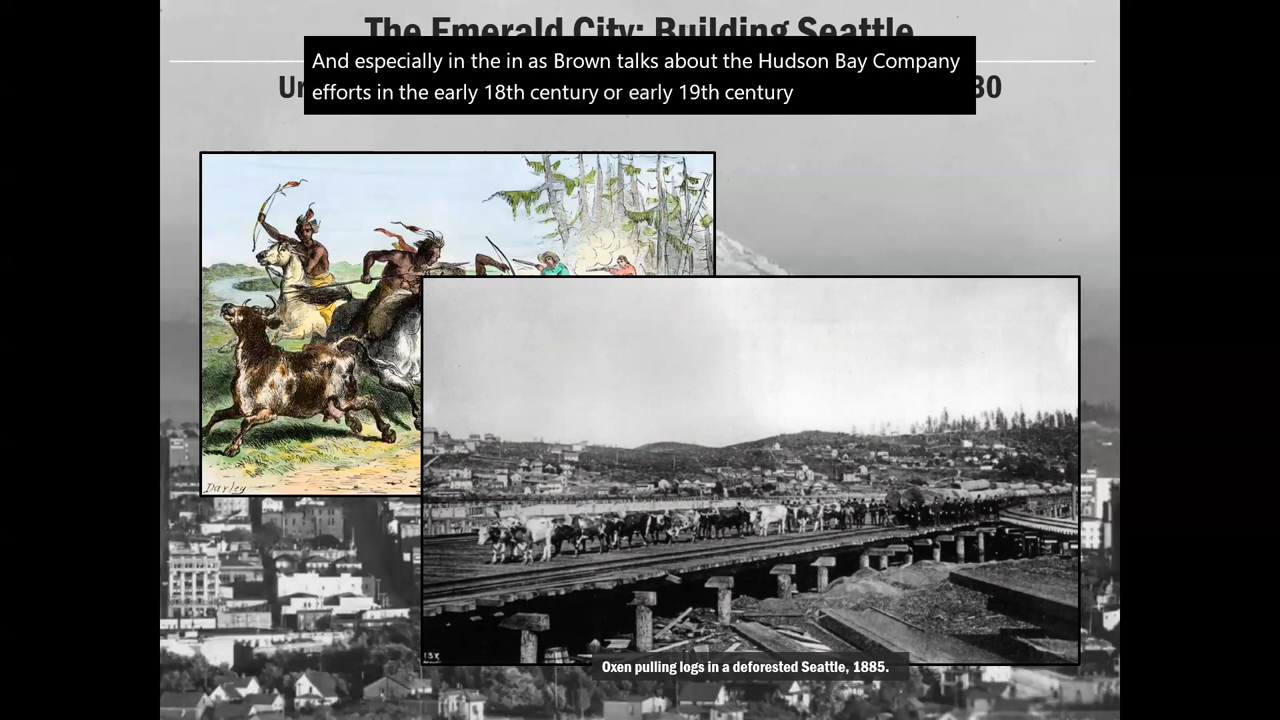 The Emerald City: Building Seattle
And especially in the in as Brown talks about the Hudson Bay Company
efforts in the early 18th century or early 19th century
Darley
Oxen pulling logs in a deforested Seattle, 1885.